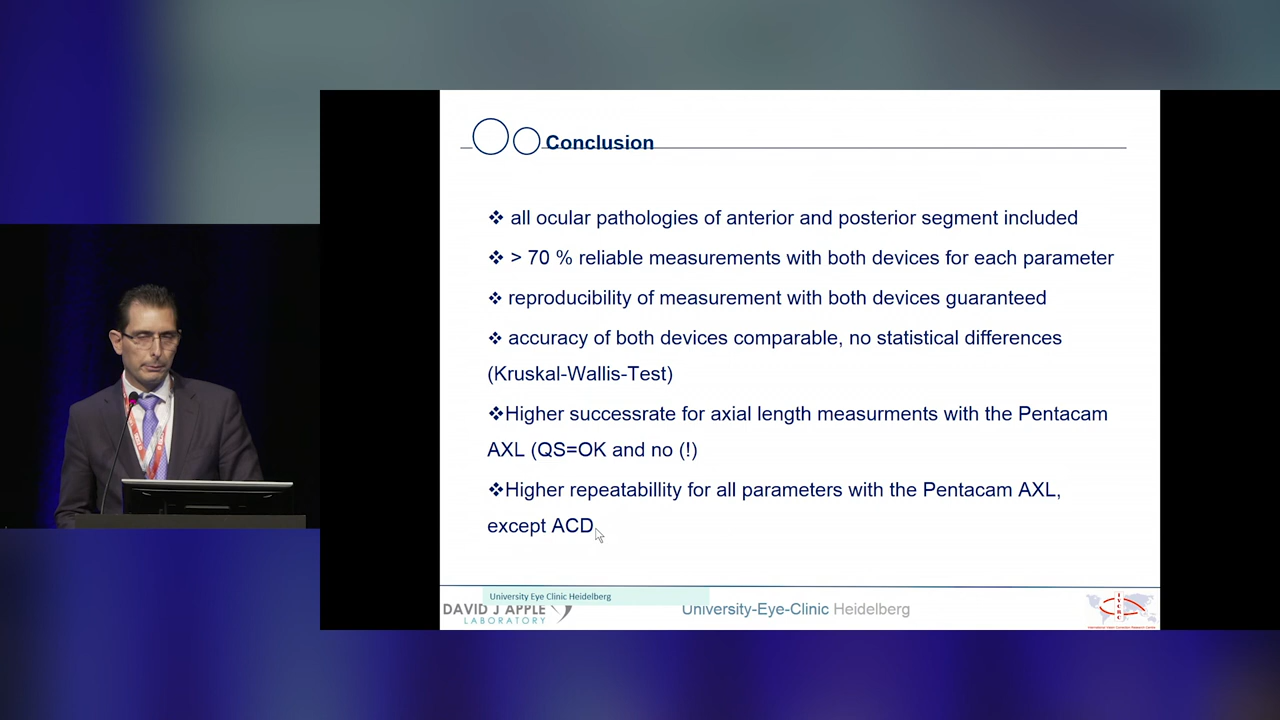 Conclusion
❖ all ocular pathologies of anterior and posterior segment included
❖ > 70 % reliable measurements with both devices for each parameter
❖ reproducibility of measurement with both devices guaranteed
❖ accuracy of both devices comparable, no statistical differences
(Kruskal-Wallis-Test)
❖Higher successrate for axial length measurments with the Pentacam
AXL (QS=OK and no (!)
❖Higher repeatabillity for all parameters with the Pentacam AXL,
except ACD
University Eye Clinic Heidelberg
DAVID J APPLE
LABORATORY
University-Eye-Clinic Heidelberg